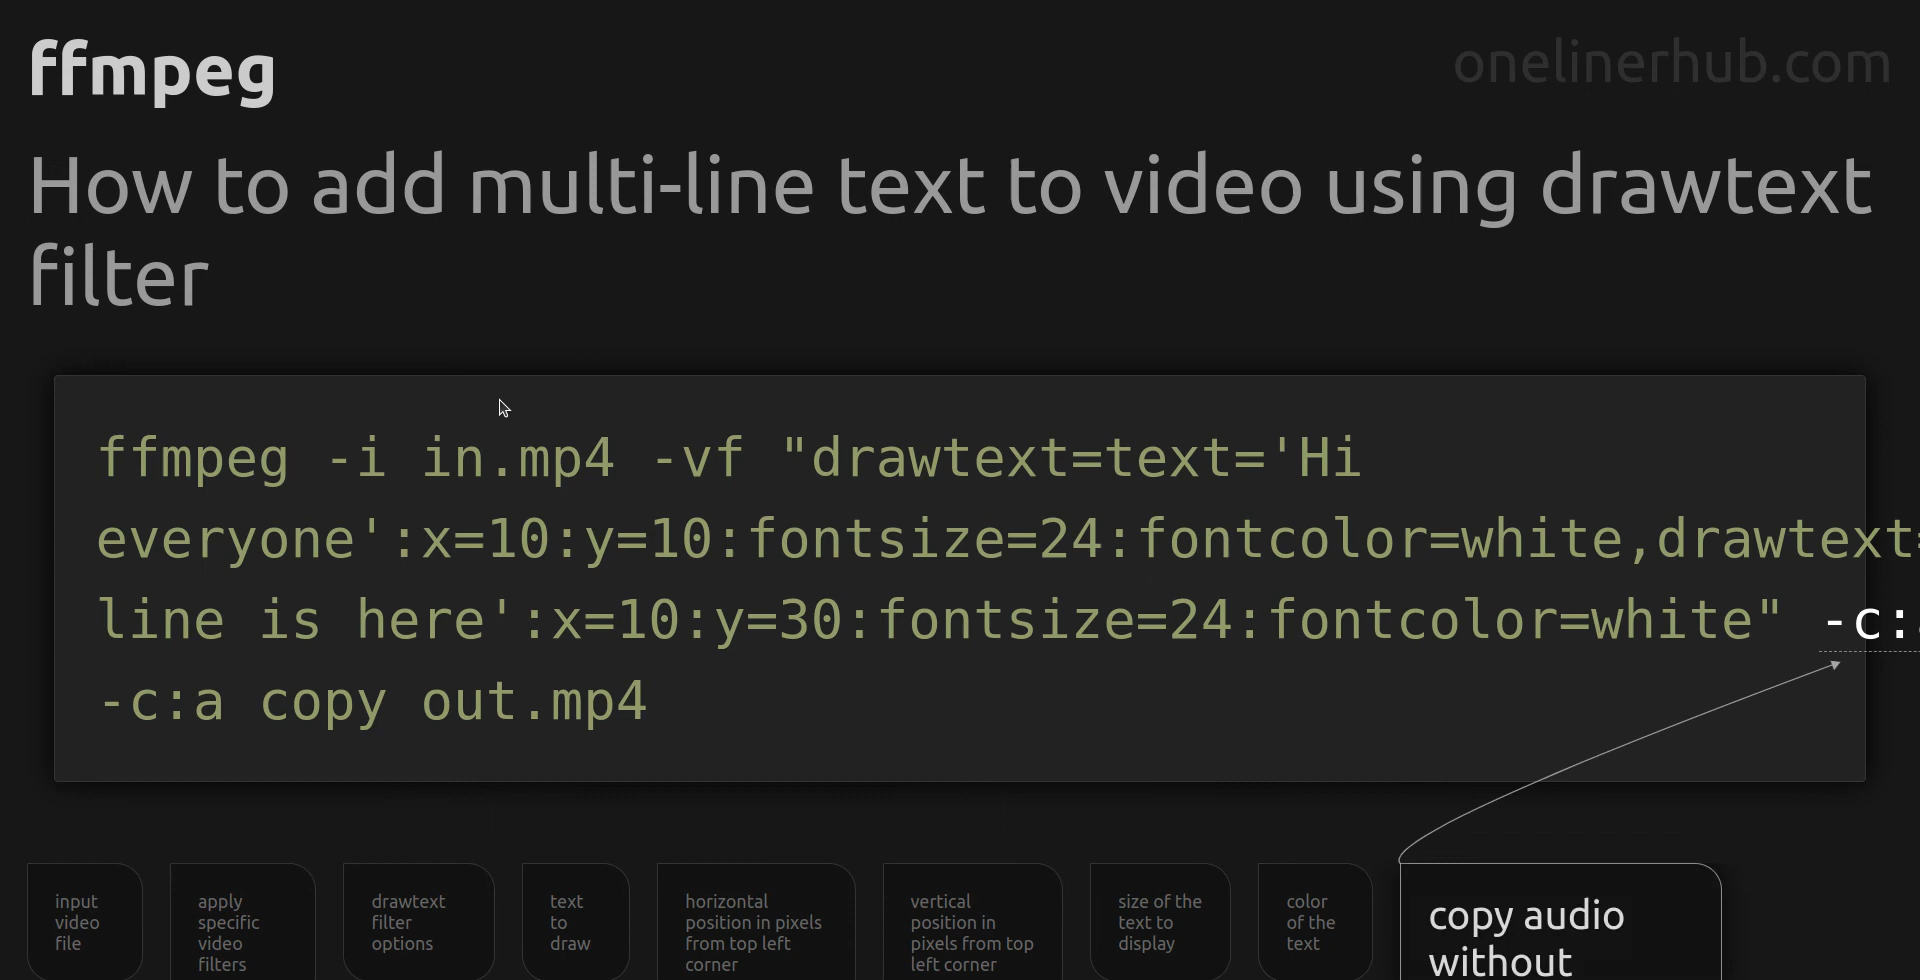 ffmpeg
onelinerhub.com
How to add multi-line text to video using drawtext
filter
ffmpeg -i in.mp4 -vf "drawtext=text='Hi
everyone':x=10:y=10:fontsize=24:fontcolor=white,drawtext=
line is here':x=10:y=30:fontsize=24:fontcolor=white" -c:a
-c:a copy out.mp4
input
video
file
apply
specific
video
filters
drawtext
filter
options
text
to
draw
horizontal
position in pixels
from top left
corner
vertical
position in
pixels from top
left corner
size of the
text to
display
color
of the
text
copy audio
without